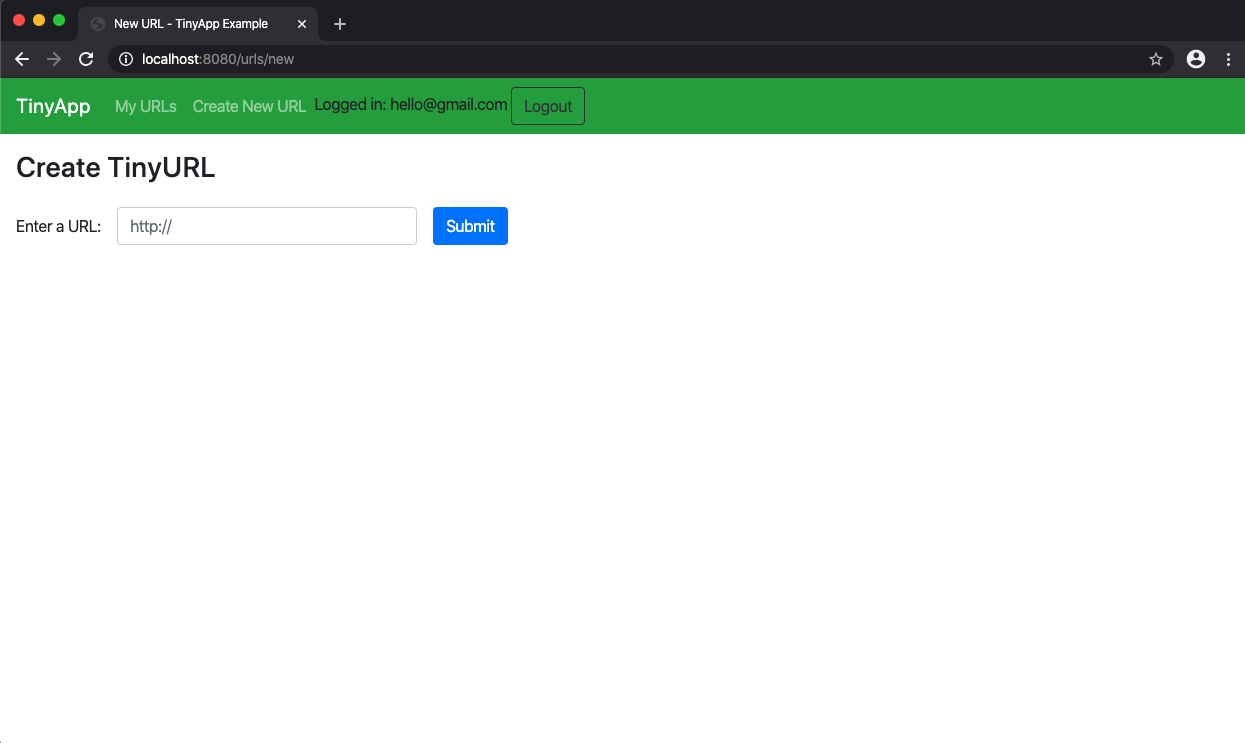 New URL - TinyApp Example
localhost:8080/urls/new
TinyApp My URLs Create New URL Logged in: hello@gmail.com Logout
Create TinyURL
Enter a URL: http:// Submit